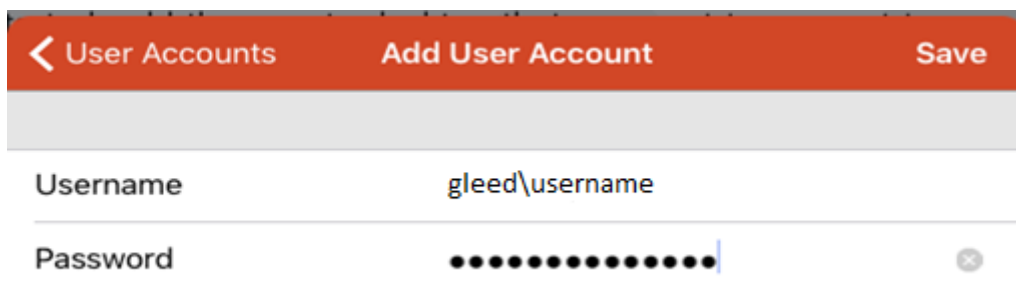 User Accounts Add User Account Save
Username gleed\username
Password ••••••••••••••